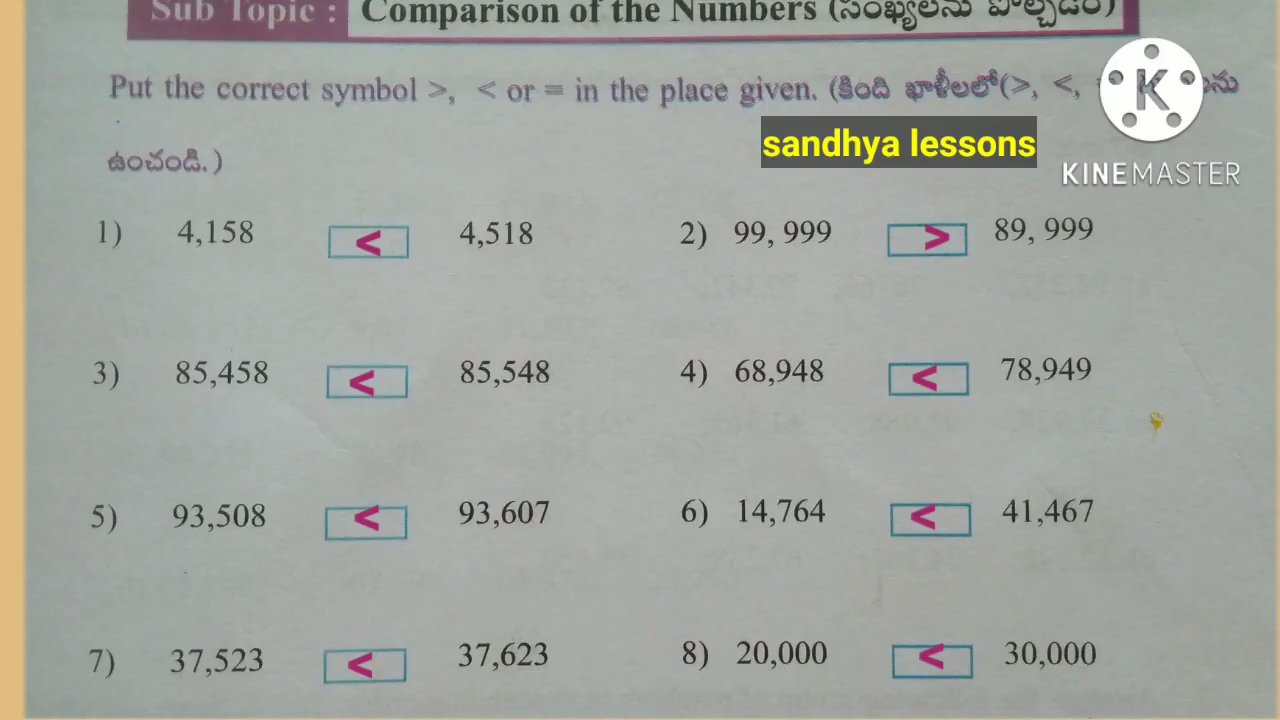 Sub Topic : Comparison of the Numbers (సంఖ్యలను పోల్చడం)
Put the correct symbol >, < or = in the place given. (కింది ఖాళీలలో(>, <,
sandhya lessons
K
KINEMASTER
ఉంచండి.)
1) 4,158 < 4,518 2) 99, 999 > 89, 999
3) 85,458 < 85,548 4) 68,948 < 78,949
5) 93,508 < 93,607 6) 14,764 < 41,467
7) 37,523 < 37,623 8) 20,000 < 30,000